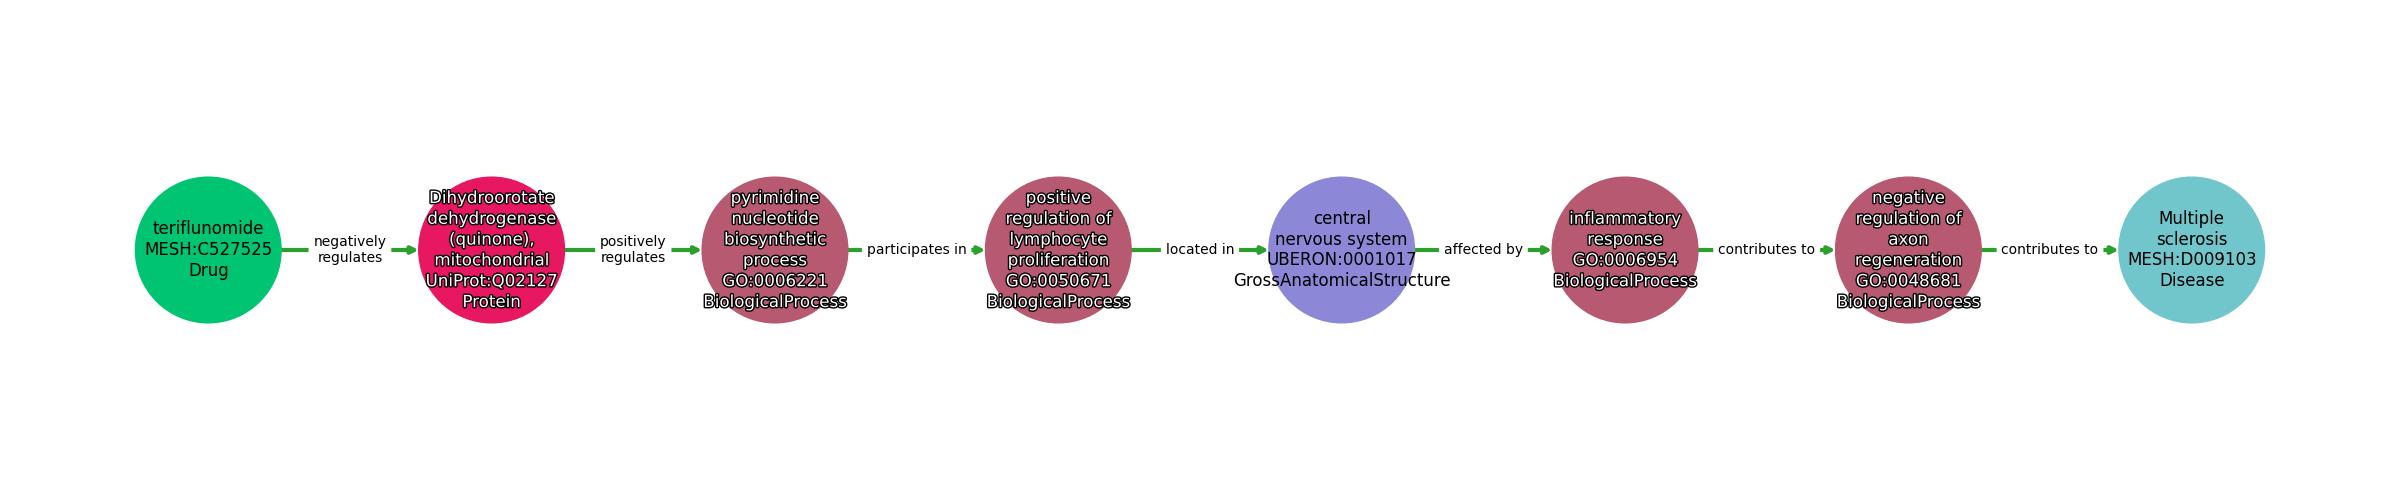 teriflunomide
MESH:C527525
Drug
negatively
regulates
Dihydroorotate
dehydrogenase
(quinone),
mitochondrial
UniProt:Q02127
Protein
positively
regulates
pyrimidine
nucleotide
biosynthetic
process
GO:0006221
BiologicalProcess
participates in
positive
regulation of
lymphocyte
proliferation
GO:0050671
BiologicalProcess
located in
central
nervous system
UBERON:0001017
GrossAnatomicalStructure
affected by
inflammatory
response
GO:0006954
BiologicalProcess
contributes to
negative
regulation of
axon
regeneration
GO:0048681
BiologicalProcess
contributes to
Multiple
sclerosis
MESH:D009103
Disease